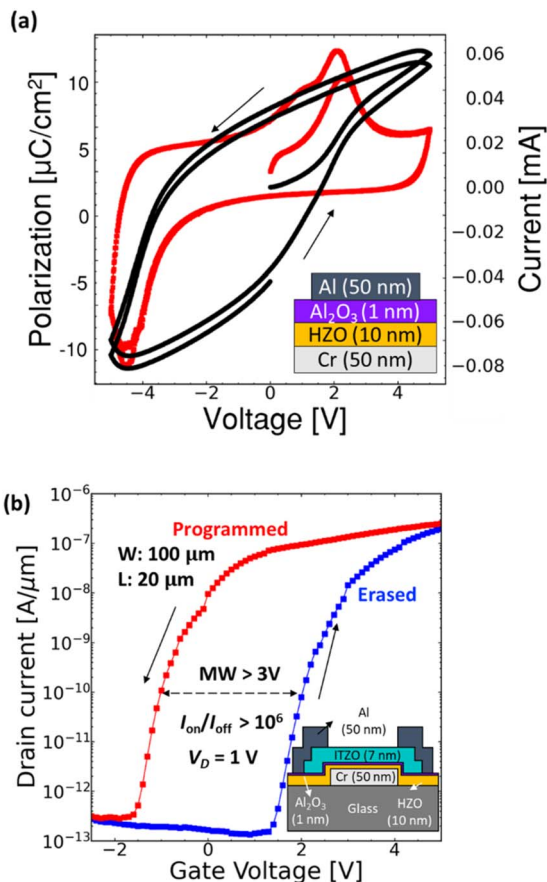 (a)
Polarization [μC/cm²]
10
5
0
-5
-10
Current [mA]
0.06
0.04
0.02
0.00
−0.02
−0.04
−0.06
−0.08
Al (50 nm)
Al₂O₃ (1 nm)
HZO (10 nm)
Cr (50 nm)
−4 −2 0 2 4
Voltage [V]
(b)
Drain current [A/μm]
10⁻⁶
10⁻⁷
10⁻⁸
10⁻⁹
10⁻¹⁰
10⁻¹¹
10⁻¹²
10⁻¹³
Programmed
W: 100 μm
L: 20 μm
Erased
MW > 3V
Ion/Ioff > 10⁶
VD = 1 V
Al
(50 nm)
ITZO (7 nm)
Cr (50 nm)
Al₂O₃
(1 nm)
Glass
HZO
(10 nm)
−2 0 2 4
Gate Voltage [V]